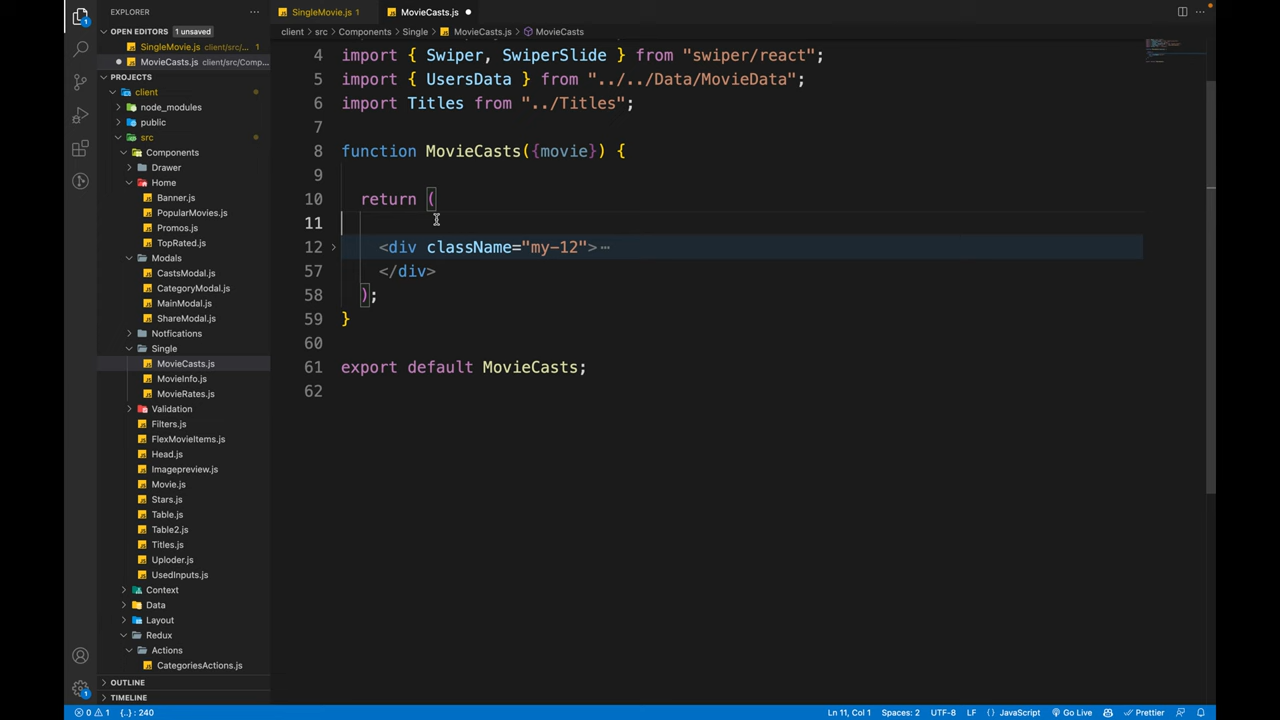 EXPLORER
SingleMovie.js 1
MovieCasts.js
OPEN EDITORS 1 unsaved
SingleMovie.js client/src/... 1
MovieCasts.js client/src/Comp...
PROJECTS
client
node_modules
public
src
Components
Drawer
Home
Banner.js
PopularMovies.js
Promos.js
TopRated.js
Modals
CastsModal.js
CategoryModal.js
MainModal.js
ShareModal.js
Notfications
Single
MovieCasts.js
MovieInfo.js
MovieRates.js
Validation
Filters.js
FlexMovieItems.js
Head.js
Imagepreview.js
Movie.js
Stars.js
Table.js
Table2.js
Titles.js
Uploder.js
UsedInputs.js
Context
Data
Layout
Redux
Actions
CategoriesActions.js
OUTLINE
TIMELINE
client > src > Components > Single > MovieCasts.js > MovieCasts
4 import { Swiper, SwiperSlide } from "swiper/react";
5 import { UsersData } from "../../Data/MovieData";
6 import Titles from "../Titles";
7
8 function MovieCasts({movie}) {
9
10 return (
11
12 <div className="my-12"> ⋯
57 </div>
58 );
59 }
60
61 export default MovieCasts;
62
0 1 {..} : 240
Ln 11, Col 1 Spaces: 2 UTF-8 LF {} JavaScript Go Live Prettier